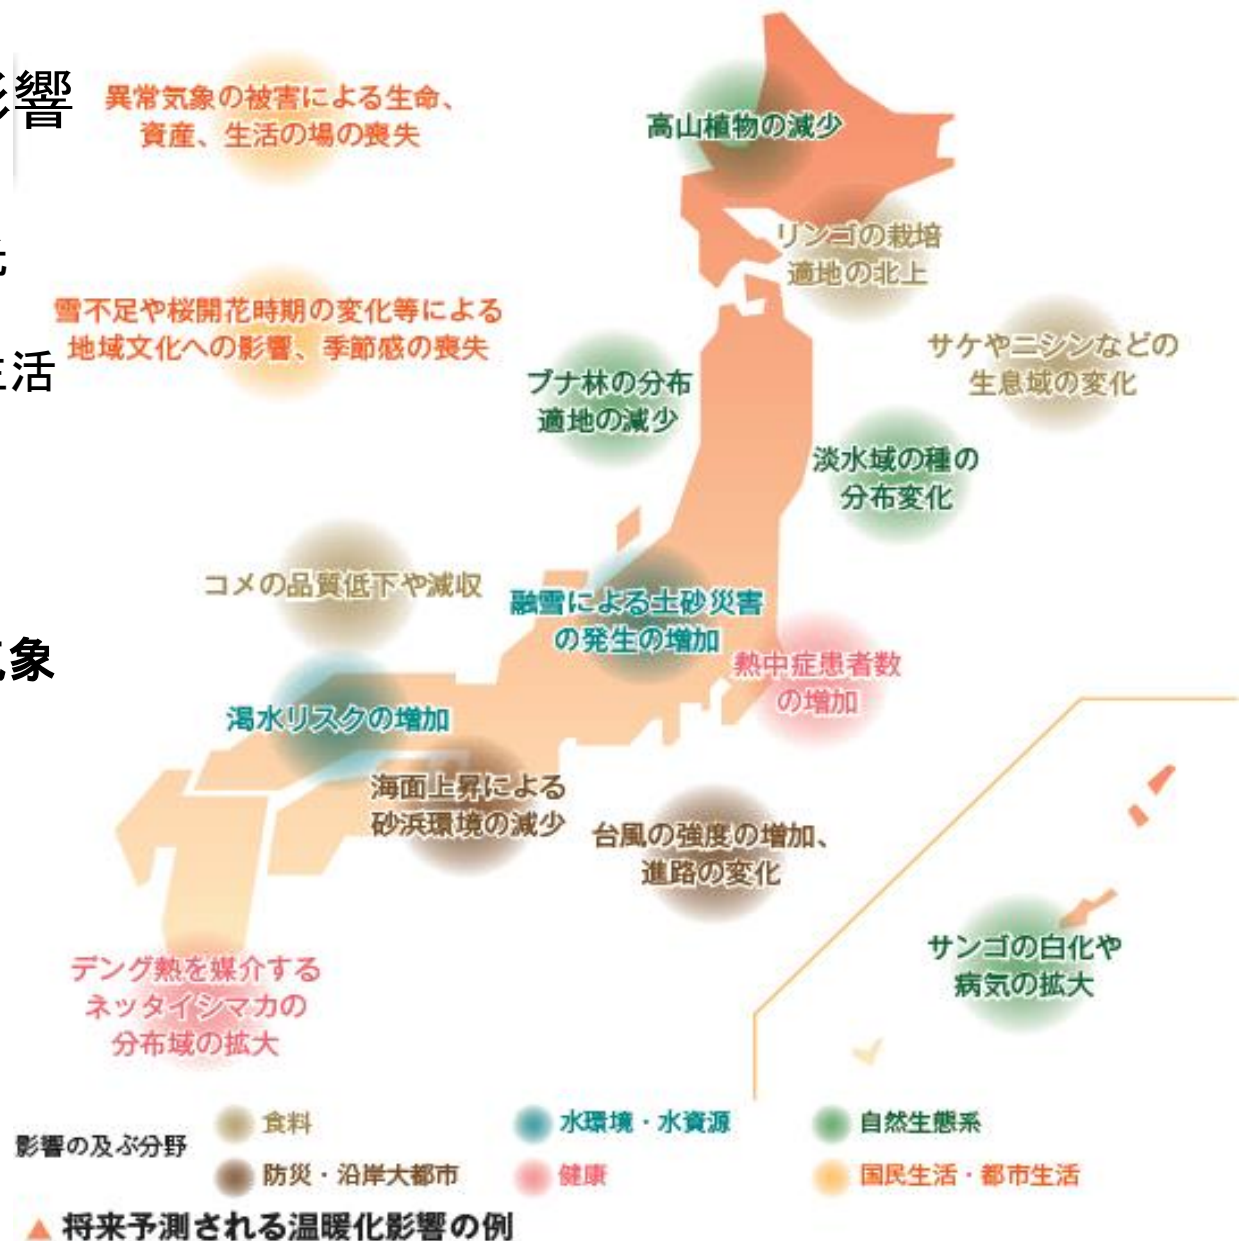 影響
異常気象の被害による生命、
資産、生活の場の喪失
高山植物の減少
リンゴの栽培
適地の北上
雪不足や桜開花時期の変化等による
地域文化への影響、季節感の喪失
生活
サケやニシンなどの
生息域の変化
ブナ林の分布
適地の減少
淡水域の種の
分布変化
コメの品質低下や減収
融雪による土砂災害
の発生の増加
気象
熱中症患者数
の増加
渇水リスクの増加
海面上昇による
砂浜環境の減少
台風の強度の増加、
進路の変化
サンゴの白化や
病気の拡大
デング熱を媒介する
ネッタイシマカの
分布域の拡大
影響の及ぶ分野
食料
水環境・水資源
自然生態系
防災・沿岸大都市
健康
国民生活・都市生活
▲ 将来予測される温暖化影響の例